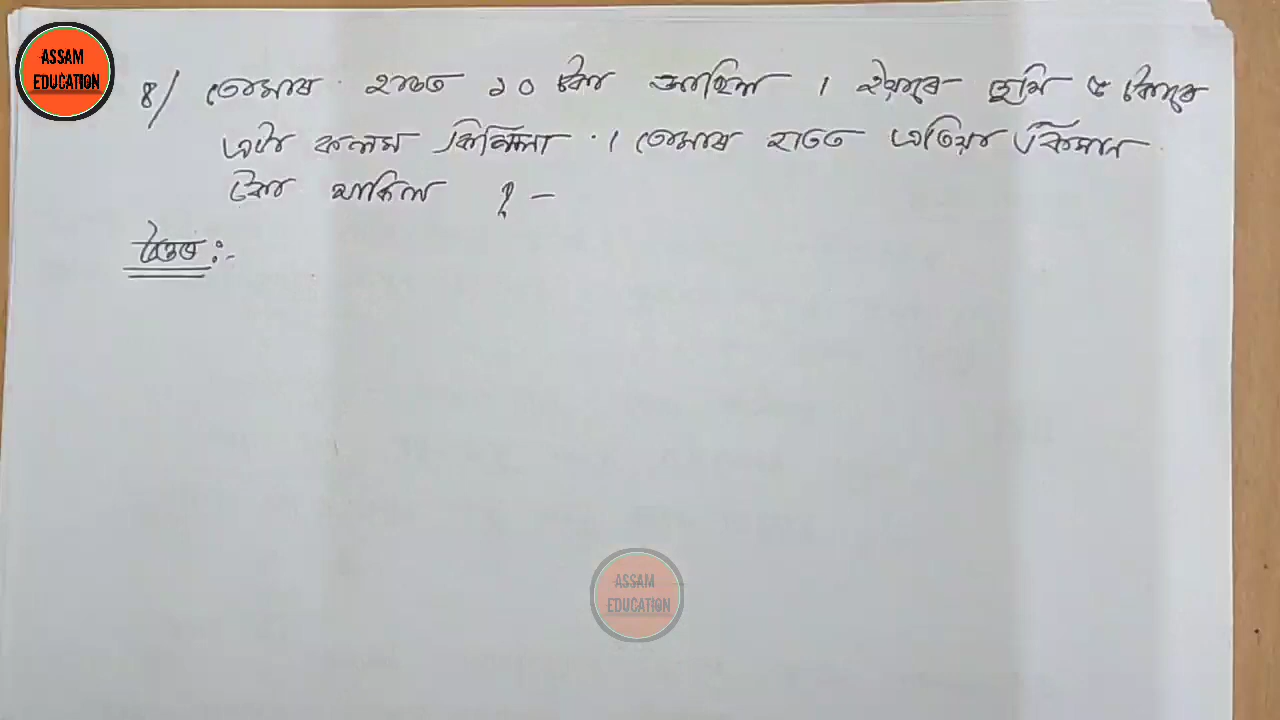 ASSAM
EDUCATION
৪/ তোমাৰ হাতত ১০ টকা আছিল । ইয়াৰে তুমি ৫ টকাৰে
এটা কলম কিনিলা । তোমাৰ হাতত এতিয়া কিমান
টকা থাকিল ? –
উত্তৰ :-
ASSAM
EDUCATION